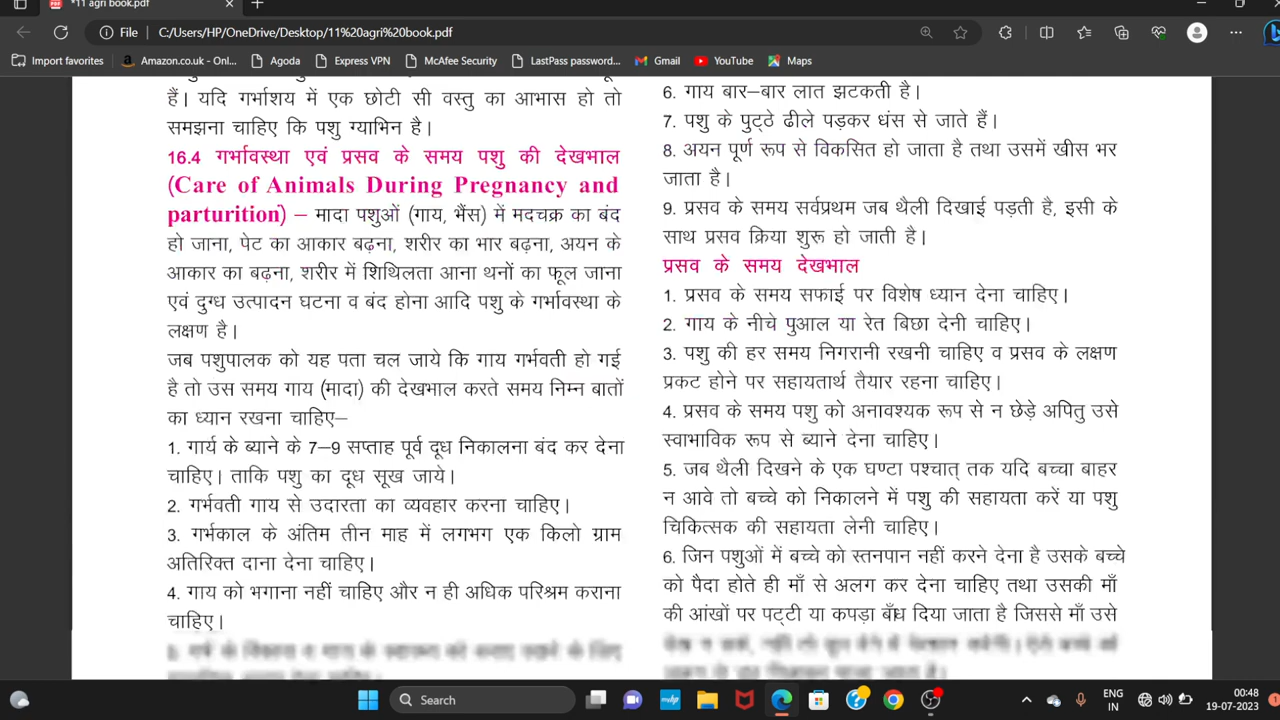 *11 agri book.pdf
File
C:/Users/HP/OneDrive/Desktop/11%20agri%20book.pdf
Import favorites
Amazon.co.uk - Onl...
Agoda
Express VPN
McAfee Security
LastPass password...
Gmail
YouTube
Maps
हैं। यदि गर्भाशय में एक छोटी सी वस्तु का आभास हो तो
समझना चाहिए कि पशु ग्याभिन है।
16.4 गर्भावस्था एवं प्रसव के समय पशु की देखभाल
(Care of Animals During Pregnancy and
parturition) – मादा पशुओं (गाय, भैंस) में मदचक्र का बंद
हो जाना, पेट का आकार बढ़ना, शरीर का भार बढ़ना, अयन के
आकार का बढ़ना, शरीर में शिथिलता आना थनों का फूल जाना
एवं दुग्ध उत्पादन घटना व बंद होना आदि पशु के गर्भावस्था के
लक्षण है।
जब पशुपालक को यह पता चल जाये कि गाय गर्भवती हो गई
है तो उस समय गाय (मादा) की देखभाल करते समय निम्न बातों
का ध्यान रखना चाहिए–
1. गार्य के ब्याने के 7–9 सप्ताह पूर्व दूध निकालना बंद कर देना
चाहिए। ताकि पशु का दूध सूख जाये।
2. गर्भवती गाय से उदारता का व्यवहार करना चाहिए।
3. गर्भकाल के अंतिम तीन माह में लगभग एक किलो ग्राम
अतिरिक्त दाना देना चाहिए।
4. गाय को भगाना नहीं चाहिए और न ही अधिक परिश्रम कराना
चाहिए।
6. गाय बार–बार लात झटकती है।
7. पशु के पुट्ठे ढीले पड़कर धंस से जाते हैं।
8. अयन पूर्ण रूप से विकसित हो जाता है तथा उसमें खीस भर
जाता है।
9. प्रसव के समय सर्वप्रथम जब थैली दिखाई पड़ती है, इसी के
साथ प्रसव क्रिया शुरू हो जाती है।
प्रसव के समय देखभाल
1. प्रसव के समय सफाई पर विशेष ध्यान देना चाहिए।
2. गाय के नीचे पुआल या रेत बिछा देनी चाहिए।
3. पशु की हर समय निगरानी रखनी चाहिए व प्रसव के लक्षण
प्रकट होने पर सहायतार्थ तैयार रहना चाहिए।
4. प्रसव के समय पशु को अनावश्यक रूप से न छेड़े अपितु उसे
स्वाभाविक रूप से ब्याने देना चाहिए।
5. जब थैली दिखने के एक घण्टा पश्चात् तक यदि बच्चा बाहर
न आवे तो बच्चे को निकालने में पशु की सहायता करें या पशु
चिकित्सक की सहायता लेनी चाहिए।
6. जिन पशुओं में बच्चे को स्तनपान नहीं करने देना है उसके बच्चे
को पैदा होते ही माँ से अलग कर देना चाहिए तथा उसकी माँ
की आंखों पर पट्टी या कपड़ा बाँध दिया जाता है जिससे माँ उसे
Search
ENG
IN
00:48
19-07-2023